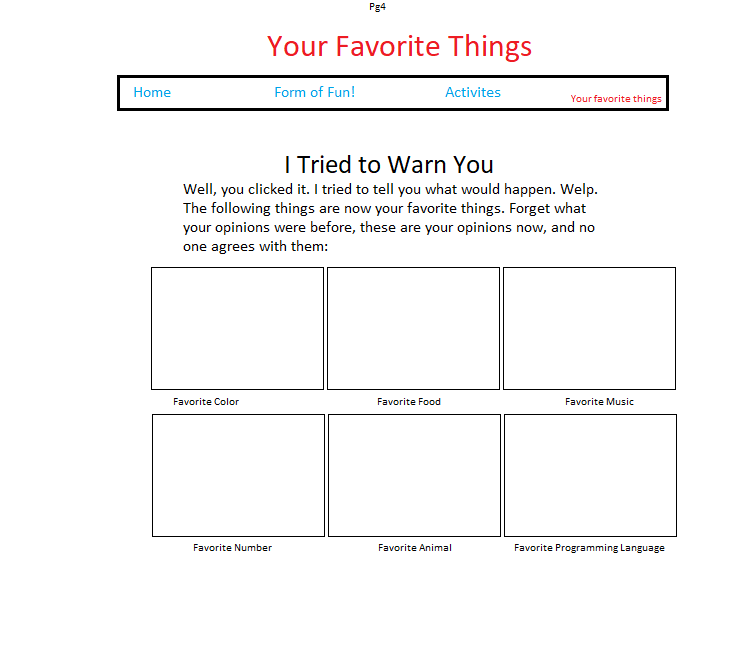 Pg4
Your Favorite Things
Home Form of Fun! Activites Your favorite things
I Tried to Warn You
Well, you clicked it. I tried to tell you what would happen. Welp.
The following things are now your favorite things. Forget what
your opinions were before, these are your opinions now, and no
one agrees with them:
Favorite Color Favorite Food Favorite Music
Favorite Number Favorite Animal Favorite Programming Language